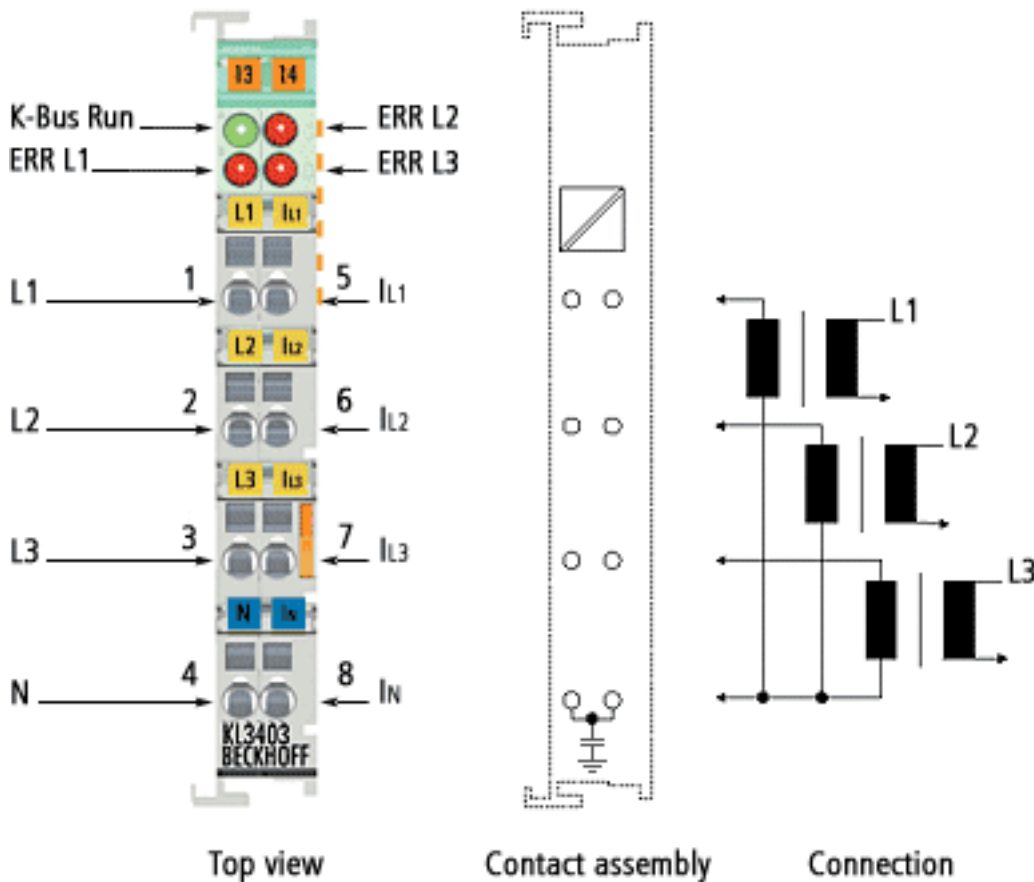 I3 I4
K-Bus Run
ERR L2
ERR L1
ERR L3
L1 IL1
L1 1 5 IL1
L2 IL2
L2 2 6 IL2
L3 IL3
L3 3 7 IL3
N IN
N 4 8 IN
KL3403
BECKHOFF
L1
L2
L3
Top view
Contact assembly
Connection